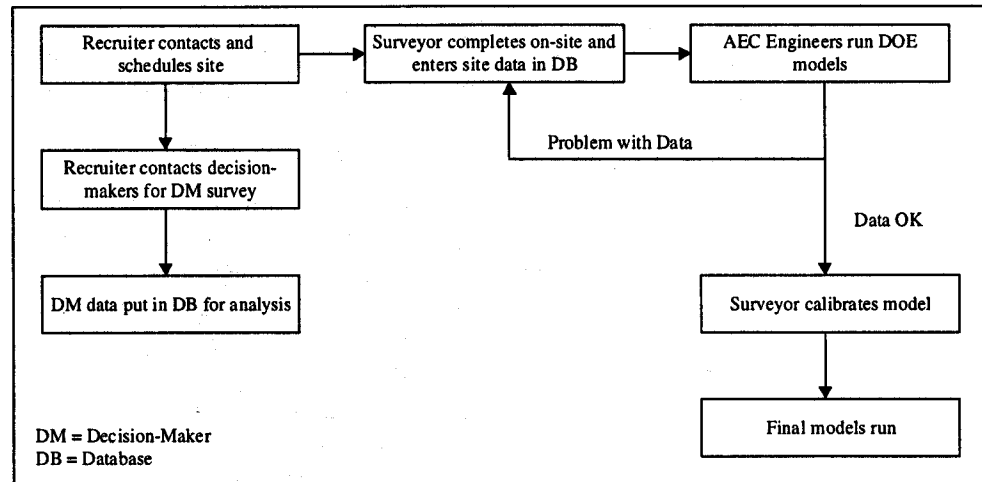 Recruiter contacts and
schedules site
Surveyor completes on-site and
enters site data in DB
AEC Engineers run DOE
models
Problem with Data
Recruiter contacts decision-
makers for DM survey
Data OK
DM data put in DB for analysis
Surveyor calibrates model
Final models run
DM = Decision-Maker
DB = Database